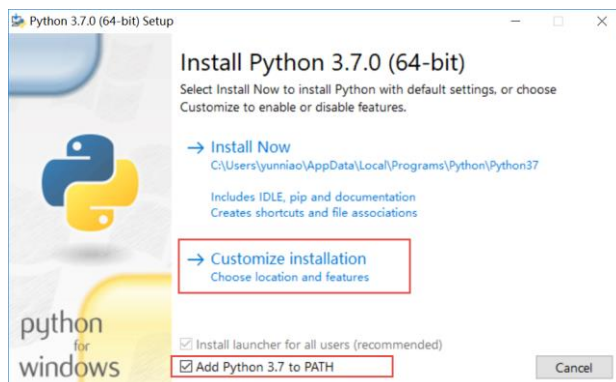 Python 3.7.0 (64-bit) Setup
Install Python 3.7.0 (64-bit)
Select Install Now to install Python with default settings, or choose
Customize to enable or disable features.
Install Now
C:\Users\yunniao\AppData\Local\Programs\Python\Python37
Includes IDLE, pip and documentation
Creates shortcuts and file associations
Customize installation
Choose location and features
python
for
windows
Install launcher for all users (recommended)
Add Python 3.7 to PATH
Cancel